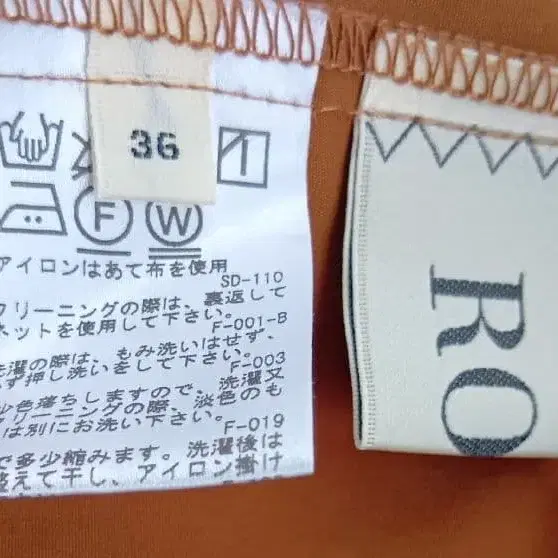 36
F W
アイロンはあて布を使用
SD-110
クリーニングの際は、裏返して
ネットを使用して下さい。
F-001-B
洗濯の際は、もみ洗いはせず、
必ず押し洗いをして下さい。
F-003
少色落ちしますので、洗濯又
クリーニングの際、淡色のも
は別にお洗い下さい。
F-019
で多少縮みます。洗濯後は
整えて干し、アイロン掛け
RO